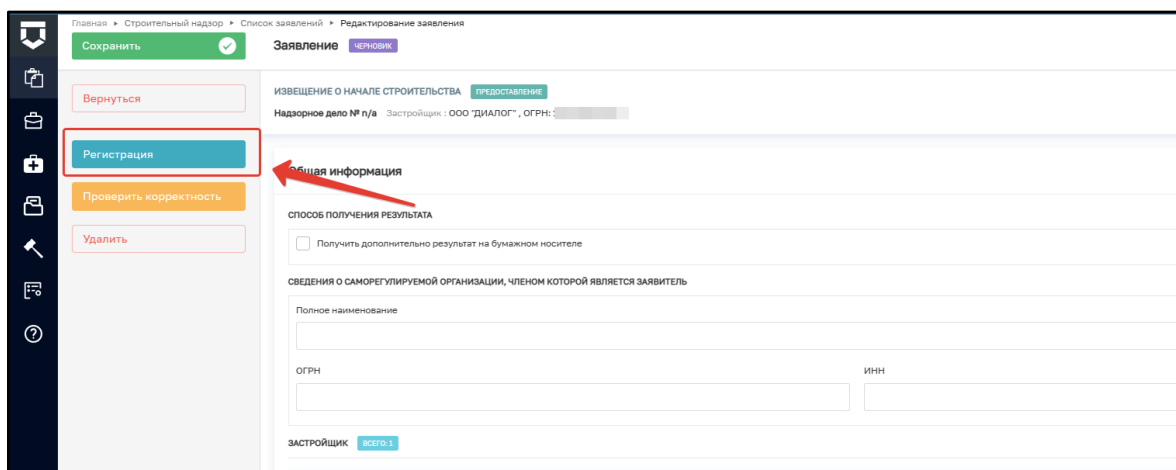 Главная ▸ Строительный надзор ▸ Список заявлений ▸ Редактирование заявления
Сохранить
Заявление ЧЕРНОВИК
Вернуться
ИЗВЕЩЕНИЕ О НАЧАЛЕ СТРОИТЕЛЬСТВА ПРЕДОСТАВЛЕНИЕ
Надзорное дело № n/a Застройщик : ООО "ДИАЛОГ" , ОГРН:
Регистрация
Общая информация
Проверить корректность
СПОСОБ ПОЛУЧЕНИЯ РЕЗУЛЬТАТА
Удалить
Получить дополнительно результат на бумажном носителе
СВЕДЕНИЯ О САМОРЕГУЛИРУЕМОЙ ОРГАНИЗАЦИИ, ЧЛЕНОМ КОТОРОЙ ЯВЛЯЕТСЯ ЗАЯВИТЕЛЬ
Полное наименование
ОГРН ИНН
ЗАСТРОЙЩИК ВСЕГО: 1